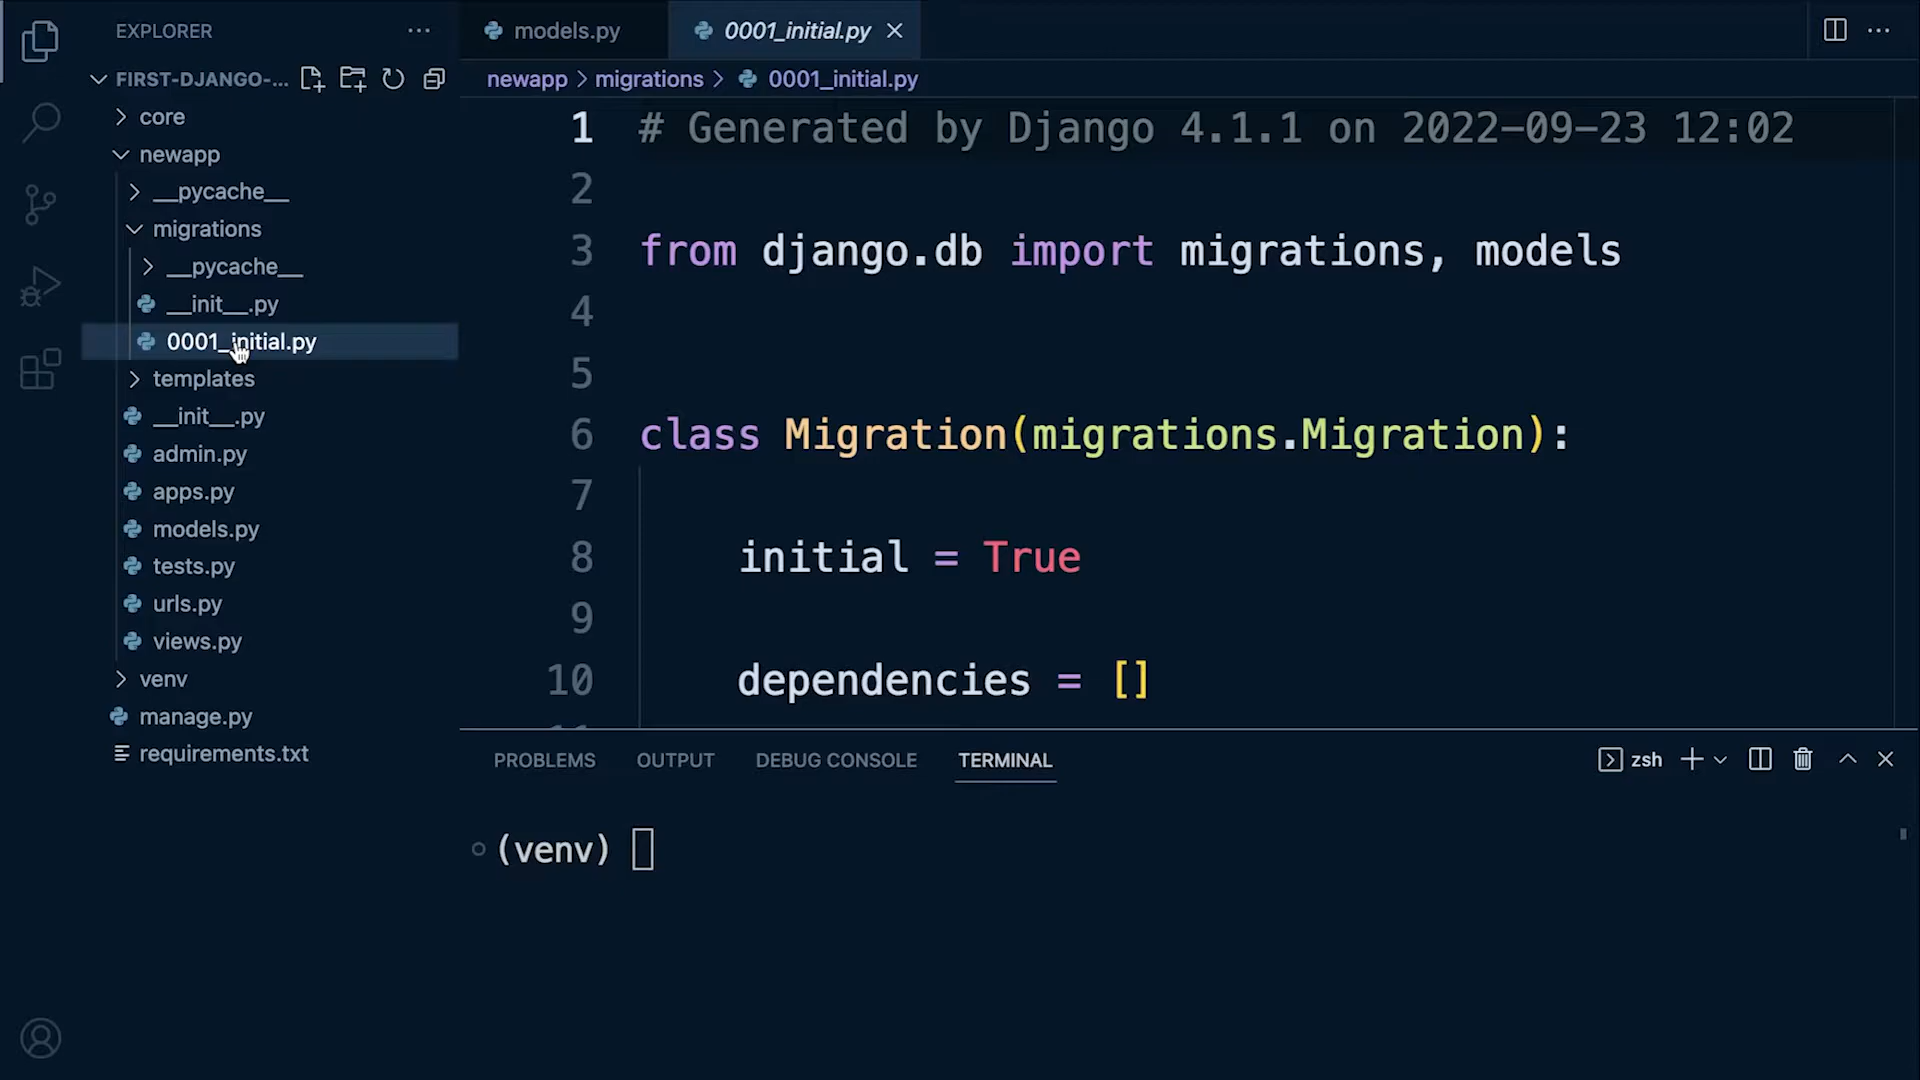 EXPLORER
FIRST-DJANGO-...
core
newapp
__pycache__
migrations
__pycache__
__init__.py
0001_initial.py
templates
__init__.py
admin.py
apps.py
models.py
tests.py
urls.py
views.py
venv
manage.py
requirements.txt
models.py
0001_initial.py
newapp > migrations > 0001_initial.py
1 # Generated by Django 4.1.1 on 2022-09-23 12:02
2
3 from django.db import migrations, models
4
5
6 class Migration(migrations.Migration):
7
8 initial = True
9
10 dependencies = []
PROBLEMS OUTPUT DEBUG CONSOLE TERMINAL
zsh
(venv)